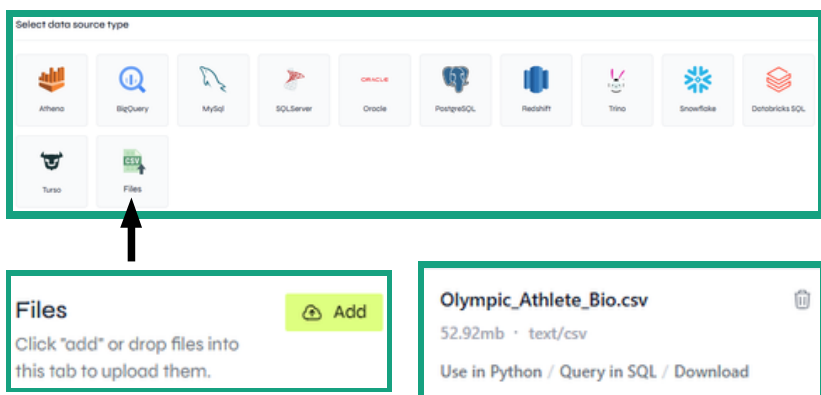 Select data source type
Athena
BigQuery
MySql
SQLServer
ORACLE
Oracle
PostgreSQL
Redshift
Trino
Snowflake
Databricks SQL
Turso
CSV
Files
Files
Add
Click "add" or drop files into
this tab to upload them.
Olympic_Athlete_Bio.csv
52.92mb · text/csv
Use in Python / Query in SQL / Download